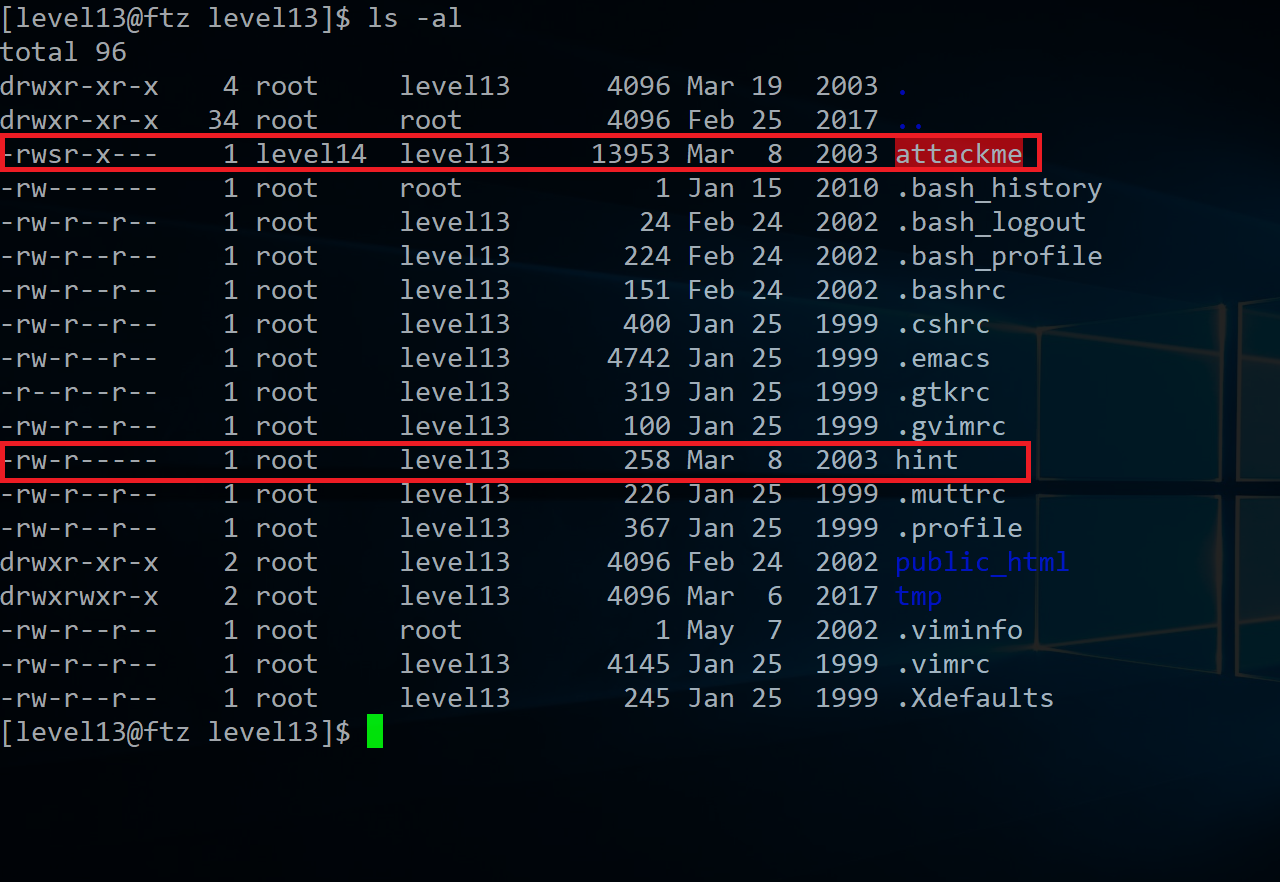 [level13@ftz level13]$ ls -al
total 96
drwxr-xr-x    4 root     level13      4096 Mar 19  2003 .
drwxr-xr-x   34 root     root         4096 Feb 25  2017 ..
-rwsr-x---    1 level14  level13     13953 Mar  8  2003 attackme
-rw-------    1 root     root            1 Jan 15  2010 .bash_history
-rw-r--r--    1 root     level13        24 Feb 24  2002 .bash_logout
-rw-r--r--    1 root     level13       224 Feb 24  2002 .bash_profile
-rw-r--r--    1 root     level13       151 Feb 24  2002 .bashrc
-rw-r--r--    1 root     level13       400 Jan 25  1999 .cshrc
-rw-r--r--    1 root     level13      4742 Jan 25  1999 .emacs
-r--r--r--    1 root     level13       319 Jan 25  1999 .gtkrc
-rw-r--r--    1 root     level13       100 Jan 25  1999 .gvimrc
-rw-r-----    1 root     level13       258 Mar  8  2003 hint
-rw-r--r--    1 root     level13       226 Jan 25  1999 .muttrc
-rw-r--r--    1 root     level13       367 Jan 25  1999 .profile
drwxr-xr-x    2 root     level13      4096 Feb 24  2002 public_html
drwxrwxr-x    2 root     level13      4096 Mar  6  2017 tmp
-rw-r--r--    1 root     root            1 May  7  2002 .viminfo
-rw-r--r--    1 root     level13      4145 Jan 25  1999 .vimrc
-rw-r--r--    1 root     level13       245 Jan 25  1999 .Xdefaults
[level13@ftz level13]$